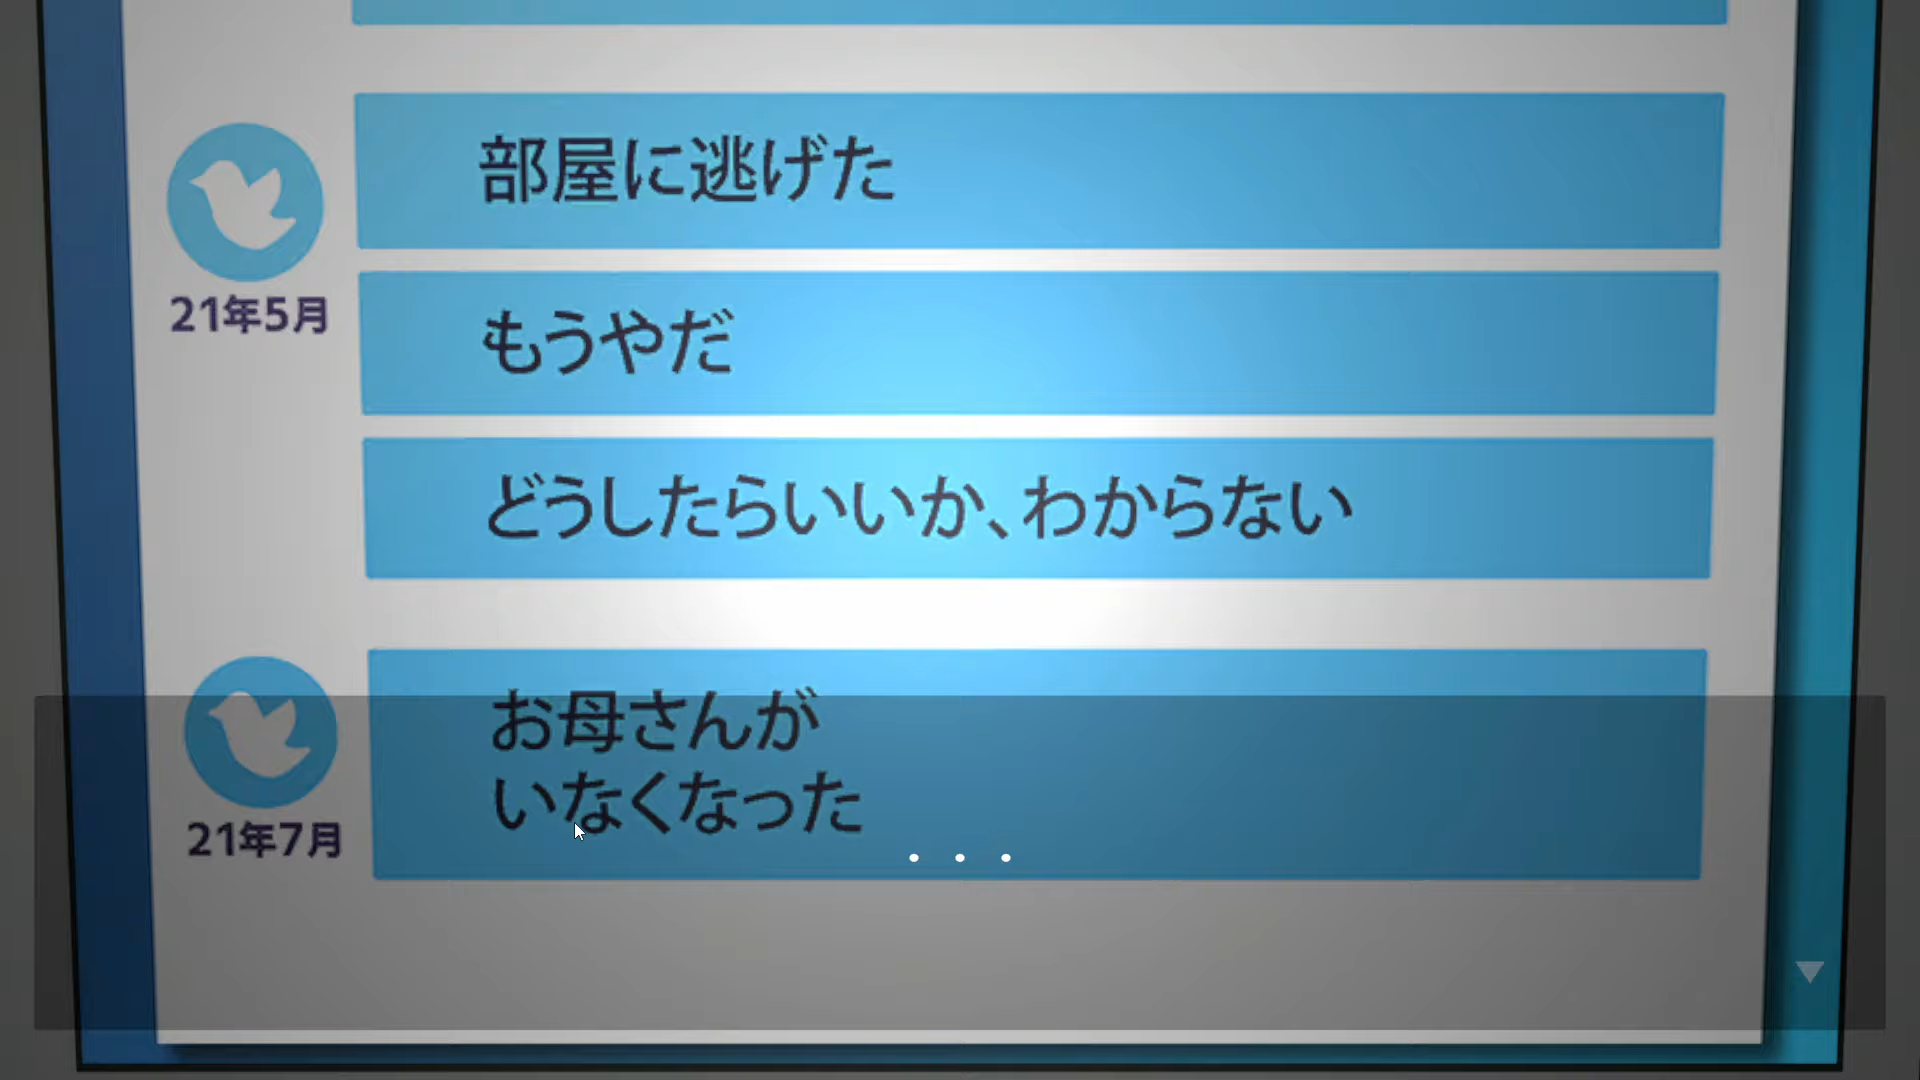 部屋に逃げた
21年5月
もうやだ
どうしたらいいか、わからない
お母さんが
いなくなった
21年7月
・・・